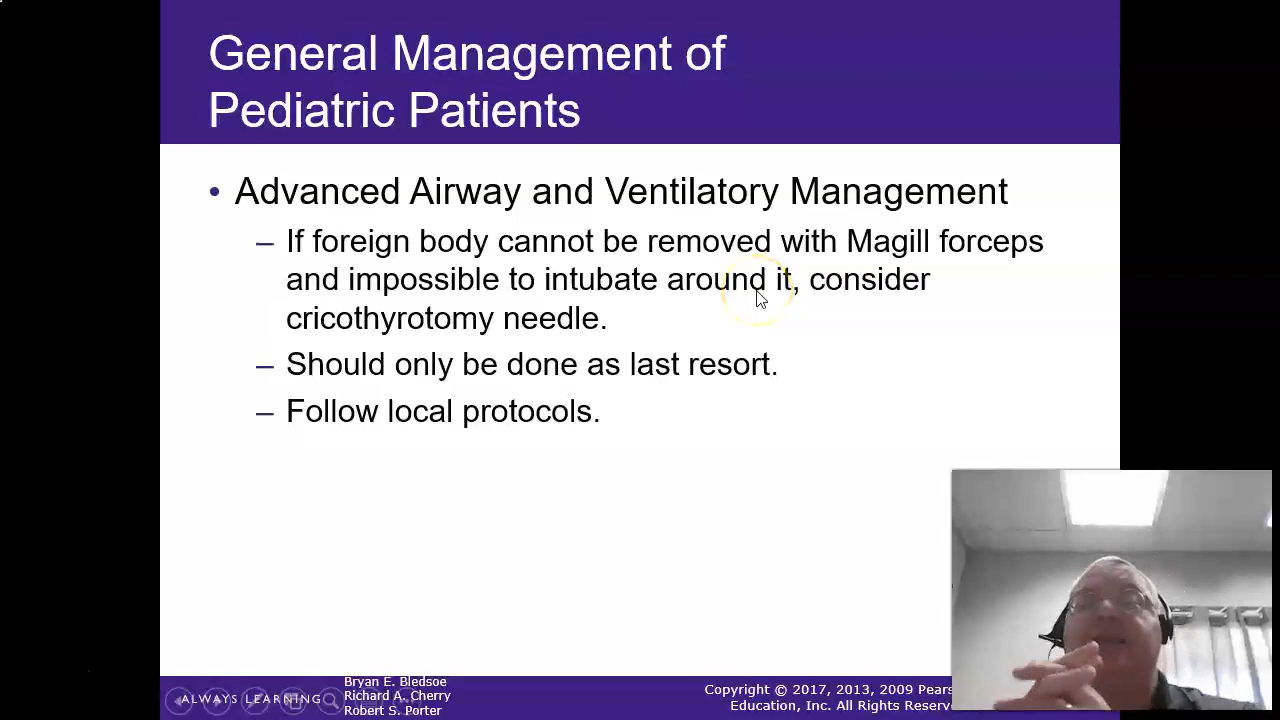 General Management of
Pediatric Patients
• Advanced Airway and Ventilatory Management
– If foreign body cannot be removed with Magill forceps
and impossible to intubate around it, consider
cricothyrotomy needle.
– Should only be done as last resort.
– Follow local protocols.
ALWAYS LEARNING
Bryan E. Bledsoe
Richard A. Cherry
Robert S. Porter
Copyright © 2017, 2013, 2009
Education, Inc. All Rights